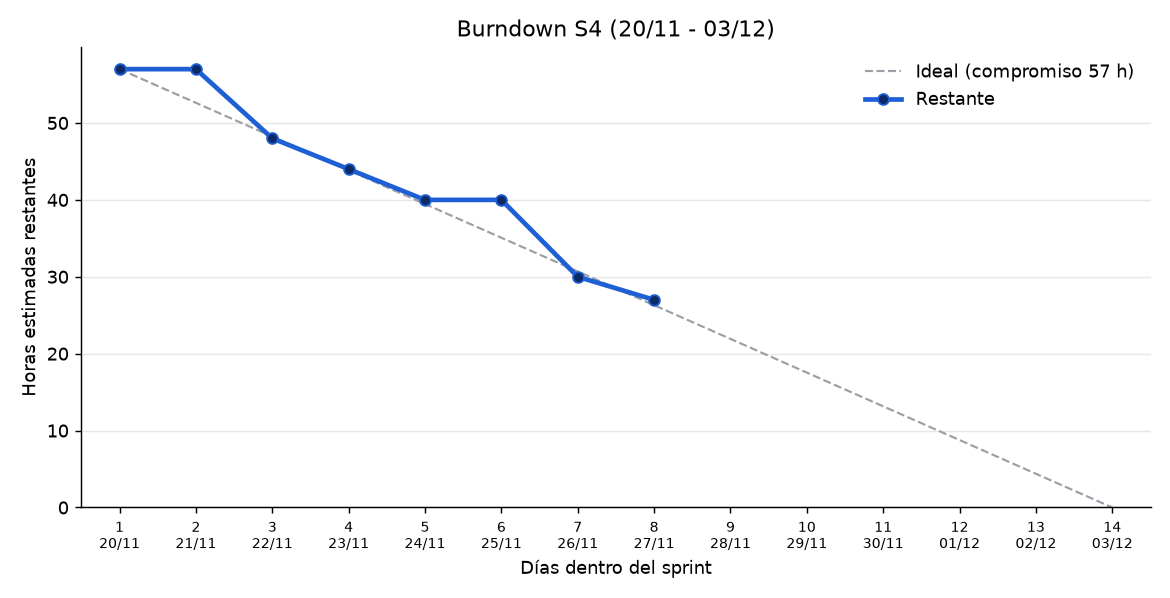 Burndown S4 (20/11 - 03/12)
Ideal (compromiso 57 h)
Restante
Horas estimadas restantes
50
40
30
20
10
0
1 2 3 4 5 6 7 8 9 10 11 12 13 14
20/11 21/11 22/11 23/11 24/11 25/11 26/11 27/11 28/11 29/11 30/11 01/12 02/12 03/12
Días dentro del sprint